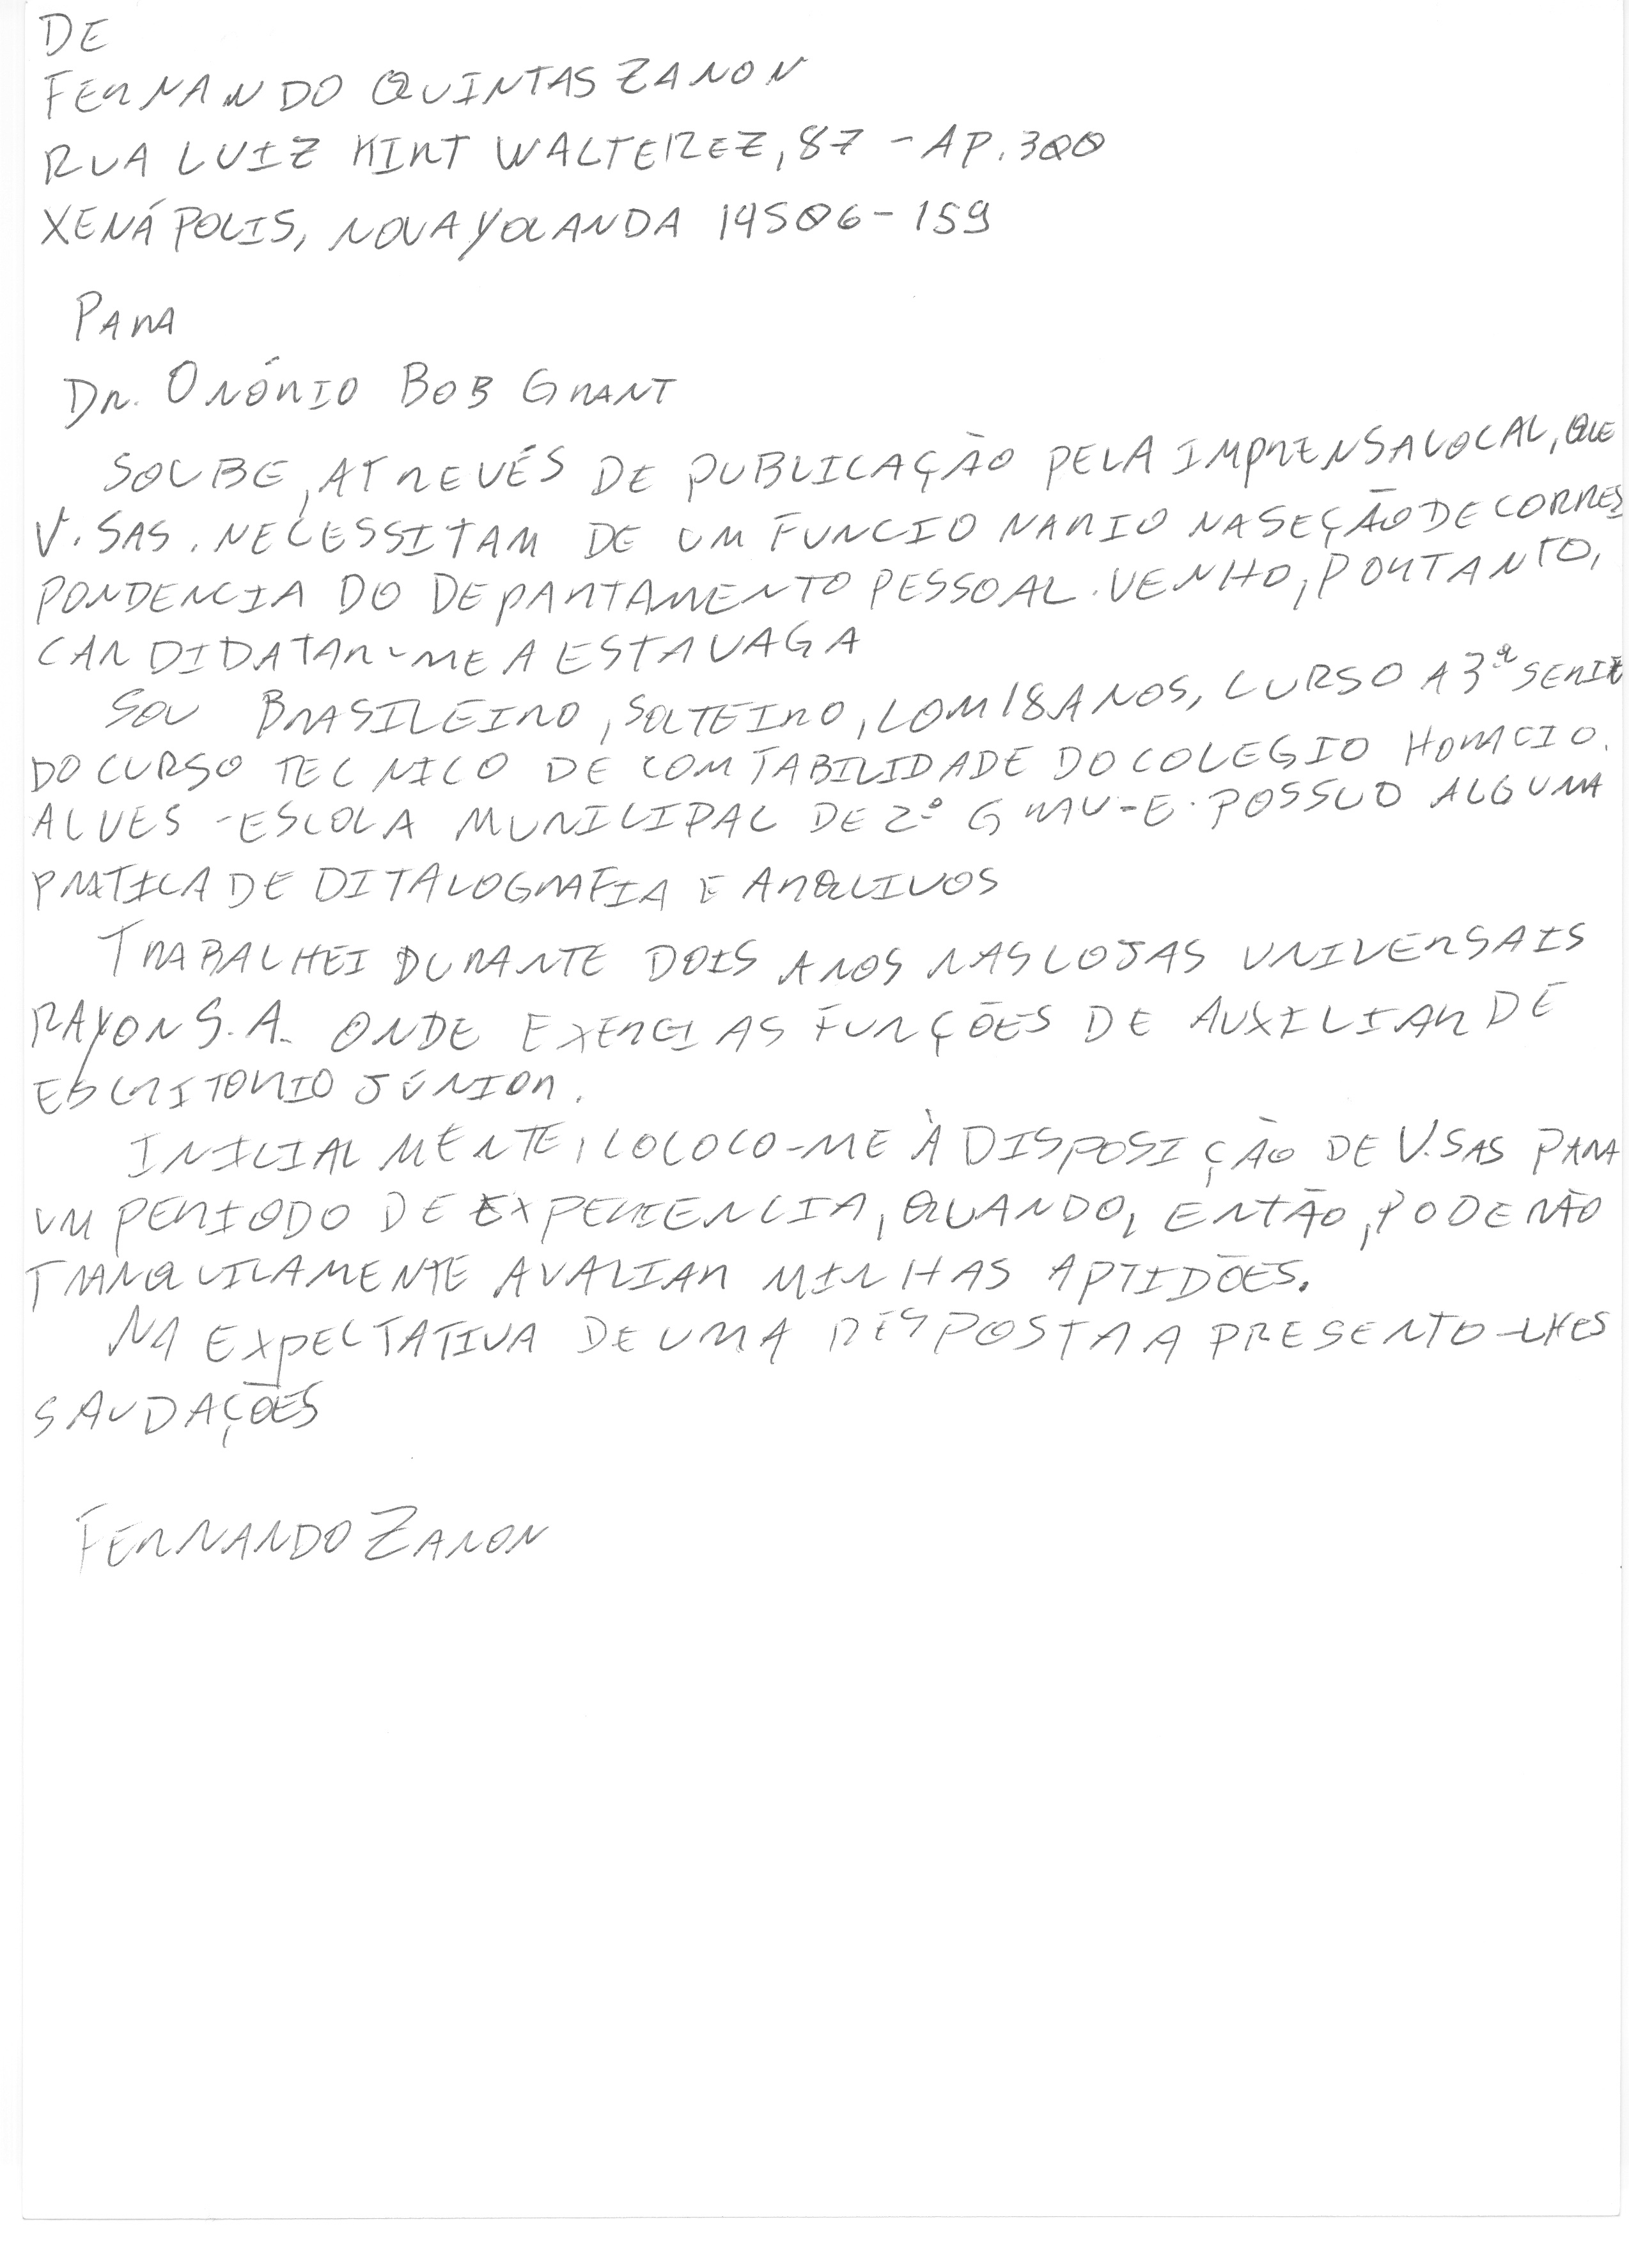 DE
FERNANDO QUINTAS ZANON
RUA LUIZ KINT WALTEREZ, 87 - AP. 300
XENÁPOLIS, NOVA YOLANDA 14506-159
PARA
DR. ONÓRIO BOB GRANT
SOUBE, ATREVÉS DE PUBLICAÇÃO PELA IMPRENSA LOCAL, QUE
V. SAS. NECESSITAM DE UM FUNCIONARIO NA SEÇÃO DE CORRES
PONDENCIA DO DEPARTAMENTO PESSOAL. VENHO, PORTANTO,
CANDIDATAR-ME A ESTA VAGA
SOU BRASILEIRO, SOLTEIRO, COM 18 ANOS, CURSO A 3ª SERIE
DO CURSO TECNICO DE COMTABILIDADE DO COLEGIO HORACIO
ALVES - ESCOLA MUNICIPAL DE 2º GRAU - E. POSSUO ALGUMA
PRATICA DE DITALOGRAFIA E ARQUIVOS
TRABALHEI DURANTE DOIS ANOS NAS LOJAS UNIVERSAIS
RAYON S.A. ONDE EXERCI AS FUNÇÕES DE AUXILIAR DE
ESCRITORIO JÚNIOR.
INICIALMENTE, COLOCO-ME À DISPOSIÇÃO DE V.SAS PARA
UM PERIODO DE EXPERIENCIA, QUANDO, ENTÃO, PODERÃO
TRANQUILAMENTE AVALIAR MINHAS APTIDÕES.
NA EXPECTATIVA DE UMA RESPOSTA APRESENTO-LHES
SAUDAÇÕES
FERNANDO ZANON